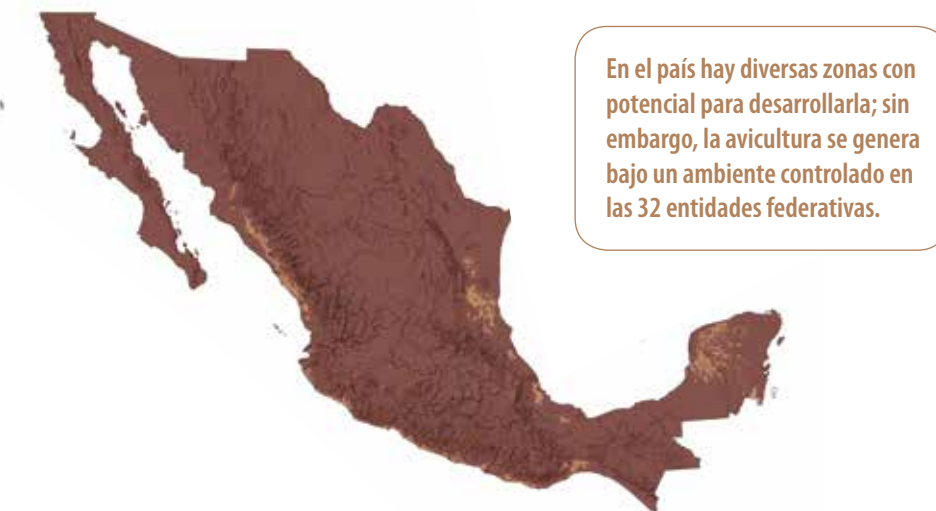 En el país hay diversas zonas con
potencial para desarrollarla; sin
embargo, la avicultura se genera
bajo un ambiente controlado en
las 32 entidades federativas.